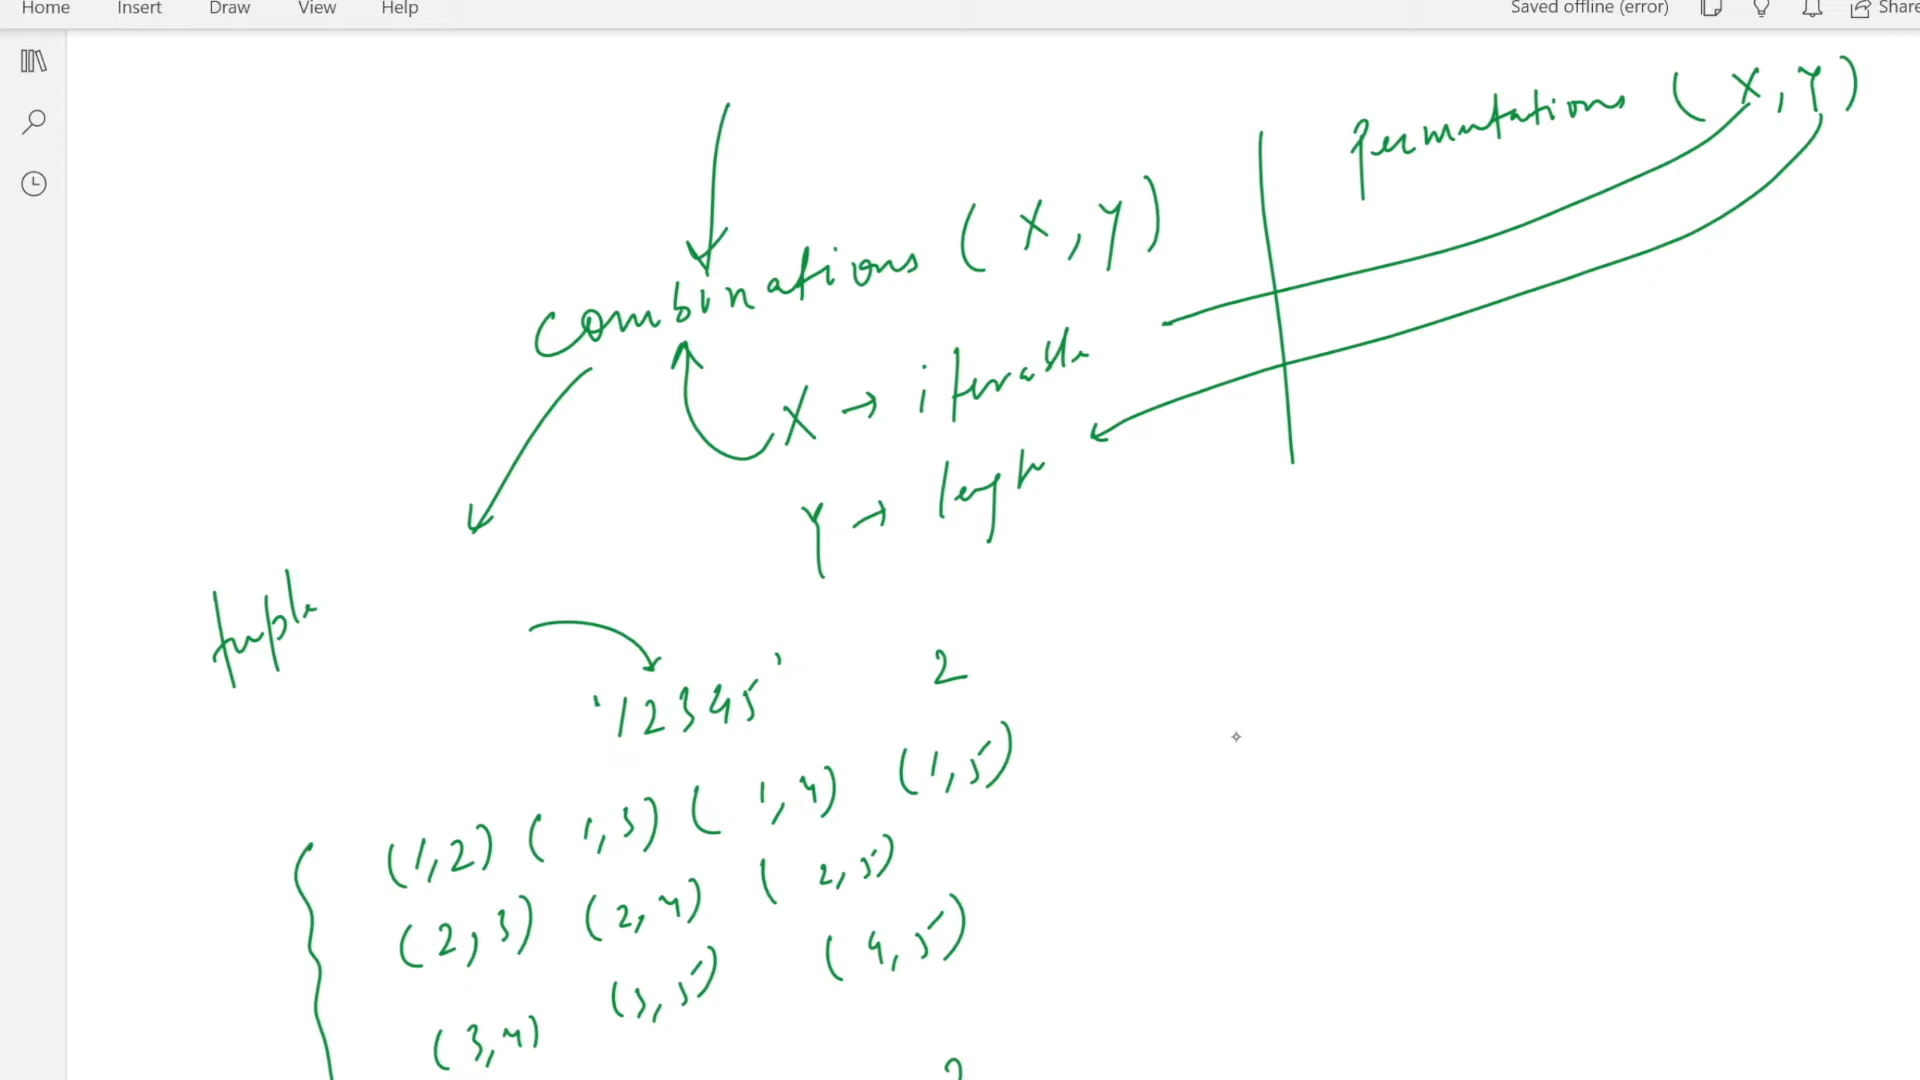 Home Insert Draw View Help Saved offline (error) Share
permutations ( X, Y )
combinations ( X, Y )
X → iterable
Y → length
tuple
'12345' 2
(1,2) ( 1,3) ( 1,4) (1,5)
(2,3) (2,4) ( 2,5)
(3,4) (3,5) (4,5)